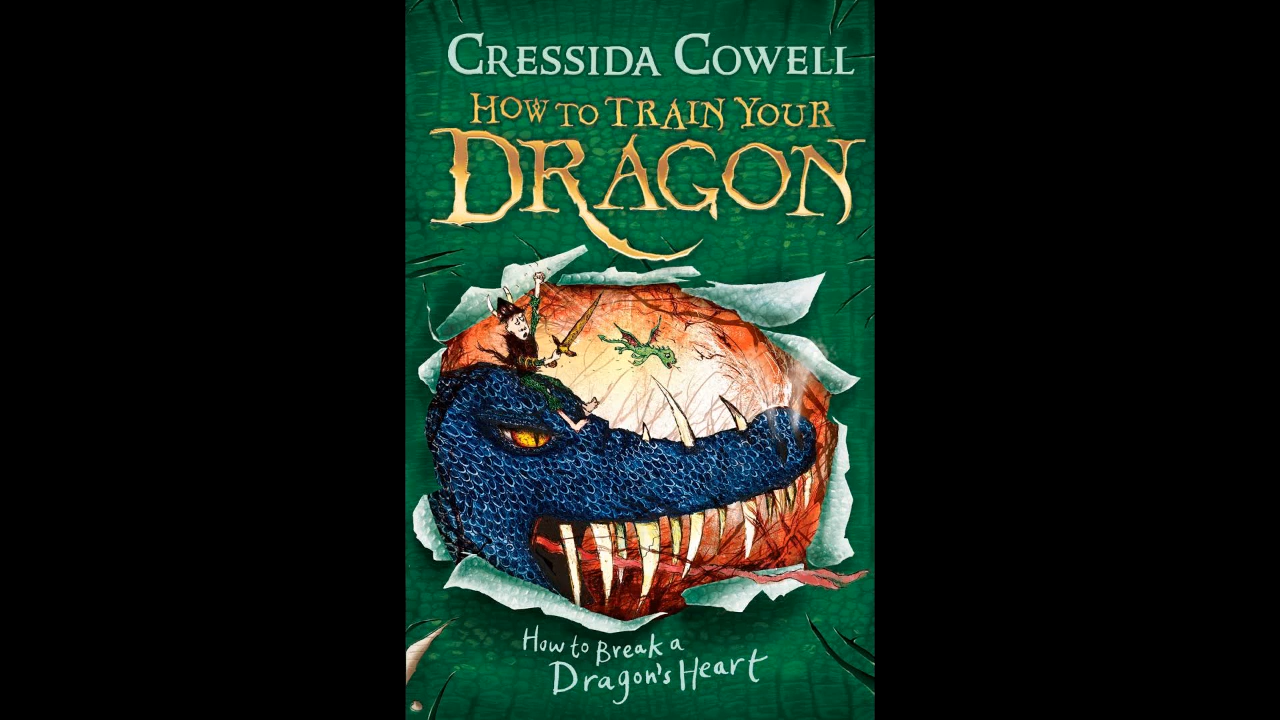 CRESSIDA COWELL
HOW TO TRAIN YOUR
DRAGON
How to Break a
Dragon's Heart